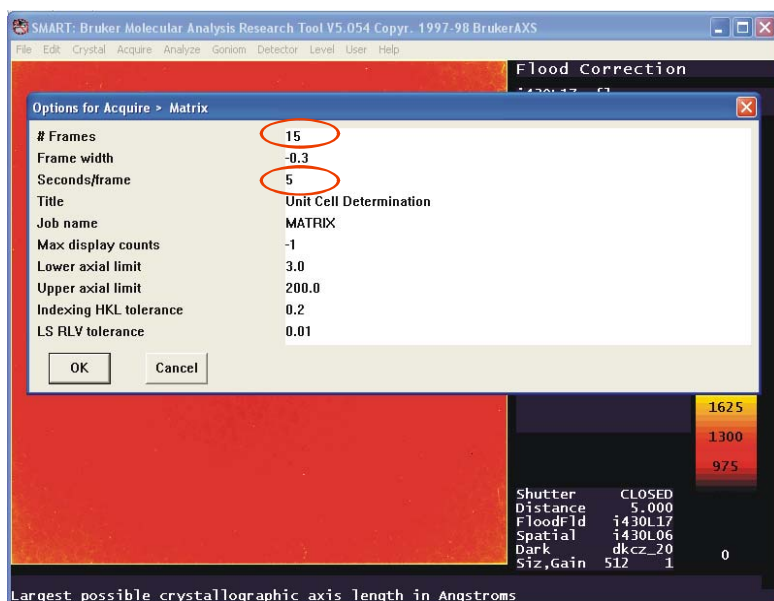 SMART: Bruker Molecular Analysis Research Tool V5.054 Copyr. 1997-98 BrukerAXS
File Edit Crystal Acquire Analyze Goniom Detector Level User Help
Flood Correction
Options for Acquire > Matrix
# Frames 15
Frame width -0.3
Seconds/frame 5
Title Unit Cell Determination
Job name MATRIX
Max display counts -1
Lower axial limit 3.0
Upper axial limit 200.0
Indexing HKL tolerance 0.2
LS RLV tolerance 0.01
OK Cancel
1625
1300
975
Shutter CLOSED
Distance 5.000
FloodFld i430L17
Spatial i430L06
Dark dkcz_20
Siz,Gain 512 1
0
Largest possible crystallographic axis length in Angstroms